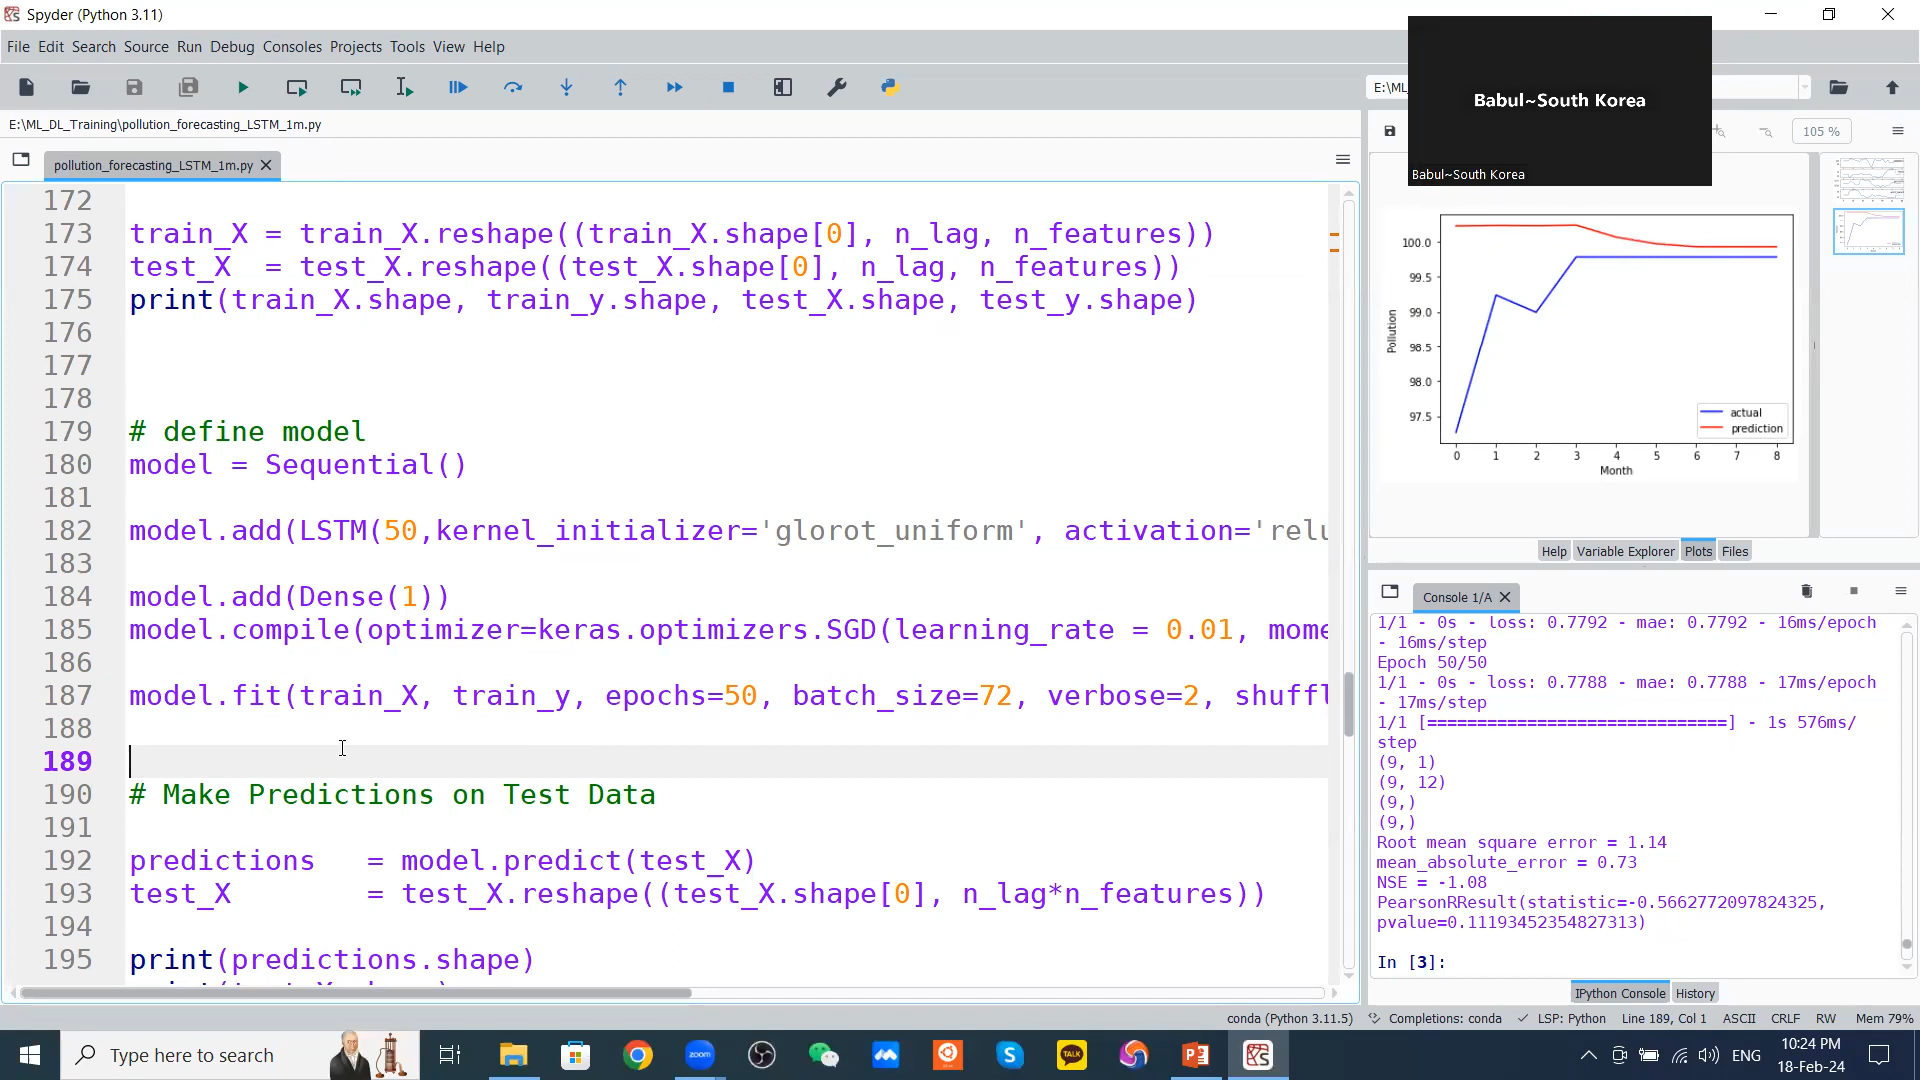 Spyder (Python 3.11)
File Edit Search Source Run Debug Consoles Projects Tools View Help
E:\ML_
E:\ML_DL_Training\pollution_forecasting_LSTM_1m.py
pollution_forecasting_LSTM_1m.py
172
173 train_X = train_X.reshape((train_X.shape[0], n_lag, n_features))
174 test_X  = test_X.reshape((test_X.shape[0], n_lag, n_features))
175 print(train_X.shape, train_y.shape, test_X.shape, test_y.shape)
176
177
178
179 # define model
180 model = Sequential()
181
182 model.add(LSTM(50,kernel_initializer='glorot_uniform', activation='relu
183
184 model.add(Dense(1))
185 model.compile(optimizer=keras.optimizers.SGD(learning_rate = 0.01, mome
186
187 model.fit(train_X, train_y, epochs=50, batch_size=72, verbose=2, shuffl
188
189
190 # Make Predictions on Test Data
191
192 predictions   = model.predict(test_X)
193 test_X        = test_X.reshape((test_X.shape[0], n_lag*n_features))
194
195 print(predictions.shape)
Babul~South Korea
Babul~South Korea
105 %
100.0
99.5
99.0
98.5
98.0
97.5
Pollution
actual
prediction
0 1 2 3 4 5 6 7 8
Month
Help Variable Explorer Plots Files
Console 1/A
1/1 - 0s - loss: 0.7792 - mae: 0.7792 - 16ms/epoch
- 16ms/step
Epoch 50/50
1/1 - 0s - loss: 0.7788 - mae: 0.7788 - 17ms/epoch
- 17ms/step
1/1 [==============================] - 1s 576ms/
step
(9, 1)
(9, 12)
(9,)
(9,)
Root mean square error = 1.14
mean_absolute_error = 0.73
NSE = -1.08
PearsonRResult(statistic=-0.5662772097824325,
pvalue=0.11193452354827313)
In [3]:
IPython Console History
conda (Python 3.11.5) Completions: conda LSP: Python Line 189, Col 1 ASCII CRLF RW Mem 79%
Type here to search
zoom
TALK
ENG
10:24 PM
18-Feb-24